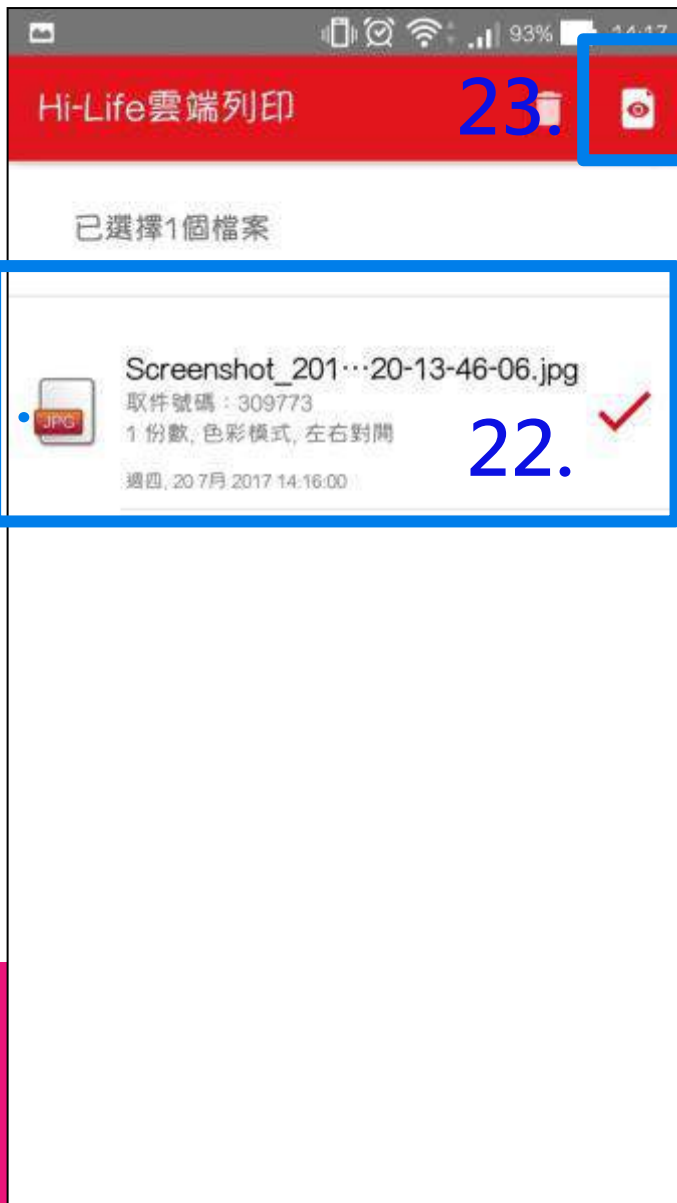 93% 14:17
Hi-Life雲端列印 23.
已選擇1個檔案
Screenshot_201…20-13-46-06.jpg
JPG
取件號碼：309773
1 份數, 色彩模式, 左右對開
22.
週四, 20 7月 2017 14:16:00